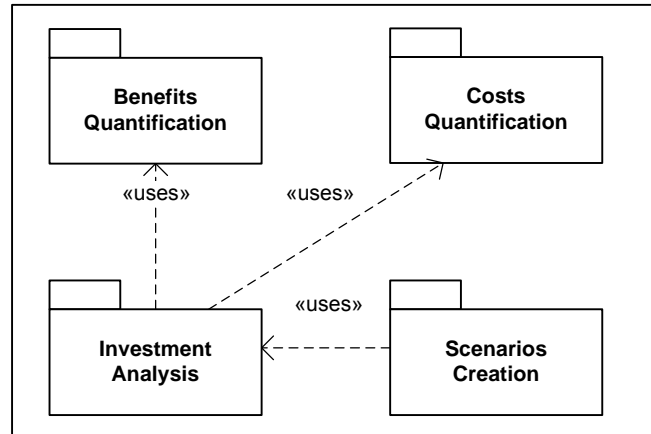 Benefits
Quantification
Costs
Quantification
«uses»
«uses»
«uses»
Investment
Analysis
Scenarios
Creation